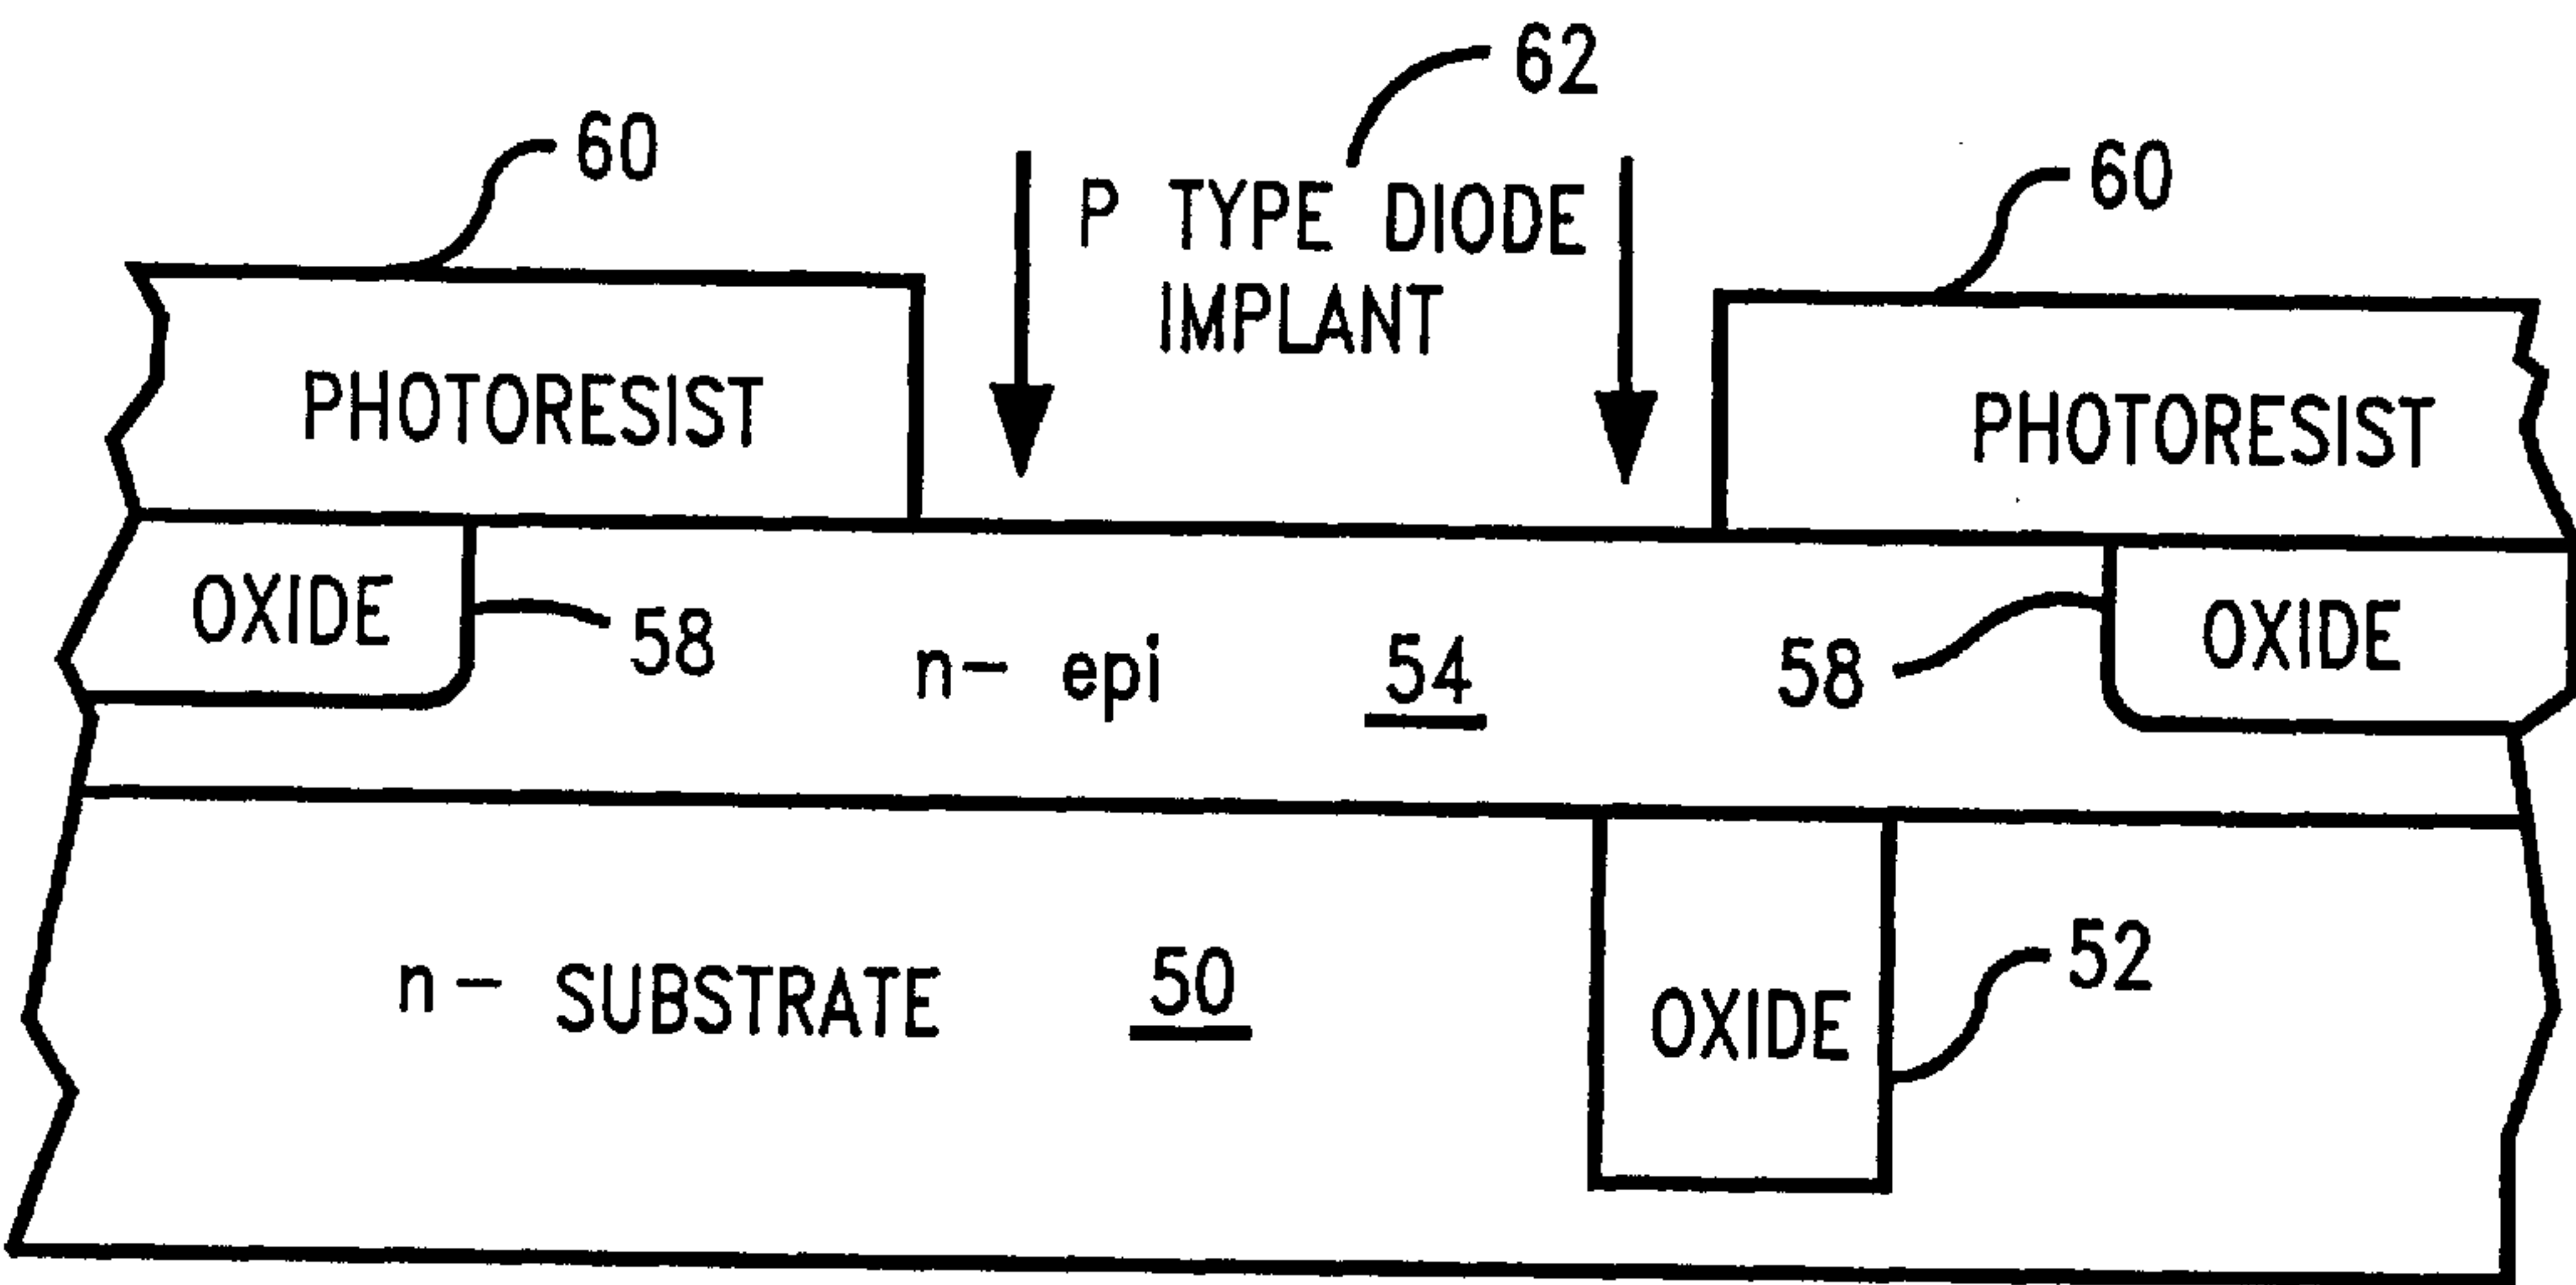 62
60
60
P TYPE DIODE
IMPLANT
PHOTORESIST
PHOTORESIST
OXIDE
58
n- epi
54
58
OXIDE
n- SUBSTRATE
50
OXIDE
52